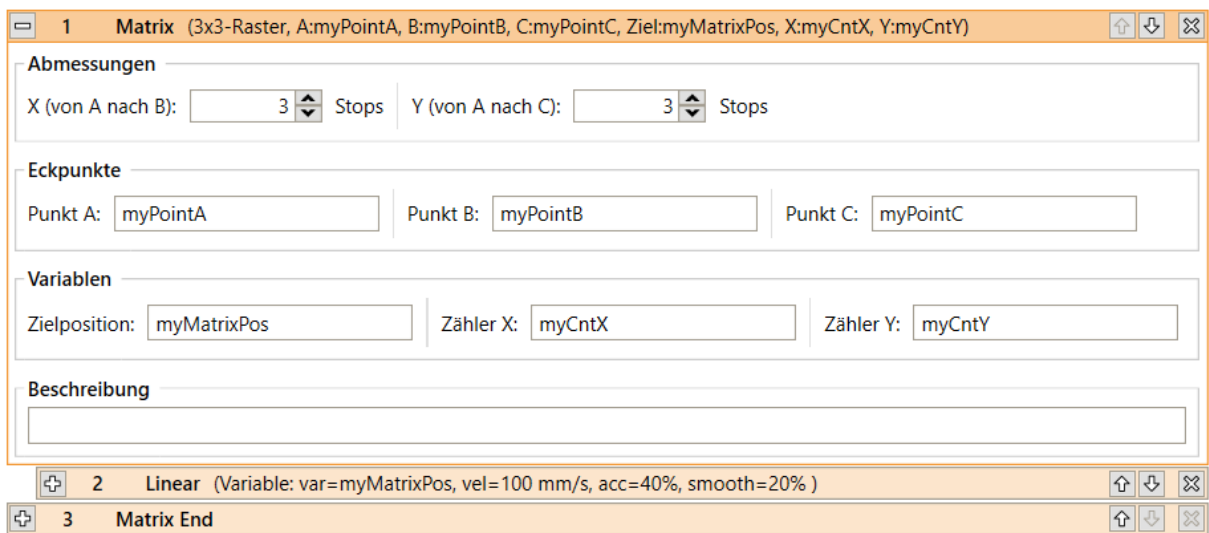 1 Matrix (3x3-Raster, A:myPointA, B:myPointB, C:myPointC, Ziel:myMatrixPos, X:myCntX, Y:myCntY)
Abmessungen
X (von A nach B): 3 Stops Y (von A nach C): 3 Stops
Eckpunkte
Punkt A: myPointA Punkt B: myPointB Punkt C: myPointC
Variablen
Zielposition: myMatrixPos Zähler X: myCntX Zähler Y: myCntY
Beschreibung
2 Linear (Variable: var=myMatrixPos, vel=100 mm/s, acc=40%, smooth=20% )
3 Matrix End